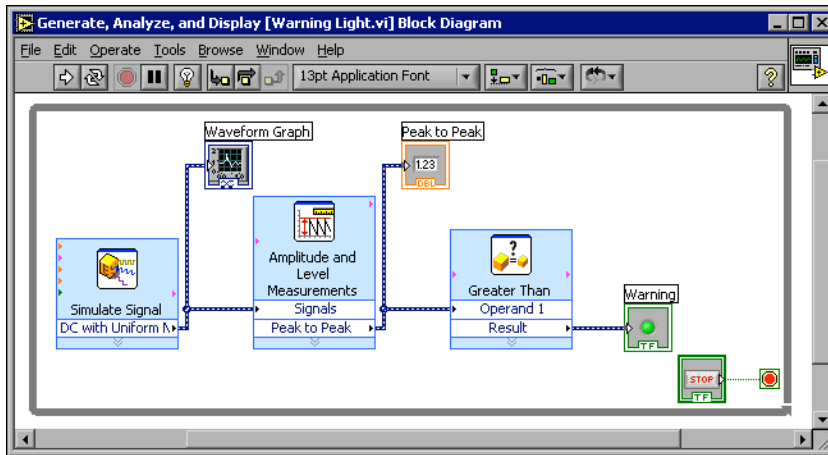 Generate, Analyze, and Display [Warning Light.vi] Block Diagram
File Edit Operate Tools Browse Window Help
13pt Application Font
?
Waveform Graph
Peak to Peak
1.23
DBL
Amplitude and
Level
Measurements
Signals
Peak to Peak
Simulate Signal
DC with Uniform N
?
Greater Than
Operand 1
Result
Warning
TF
STOP
TF